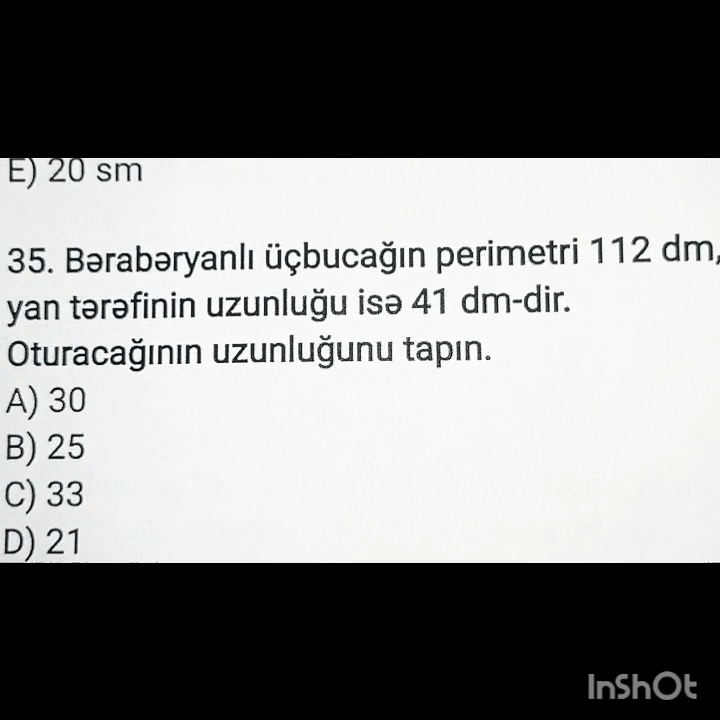 E) 20 sm
35. Bərabəryanlı üçbucağın perimetri 112 dm,
yan tərəfinin uzunluğu isə 41 dm-dir.
Oturacağının uzunluğunu tapın.
A) 30
B) 25
C) 33
D) 21
InShOt